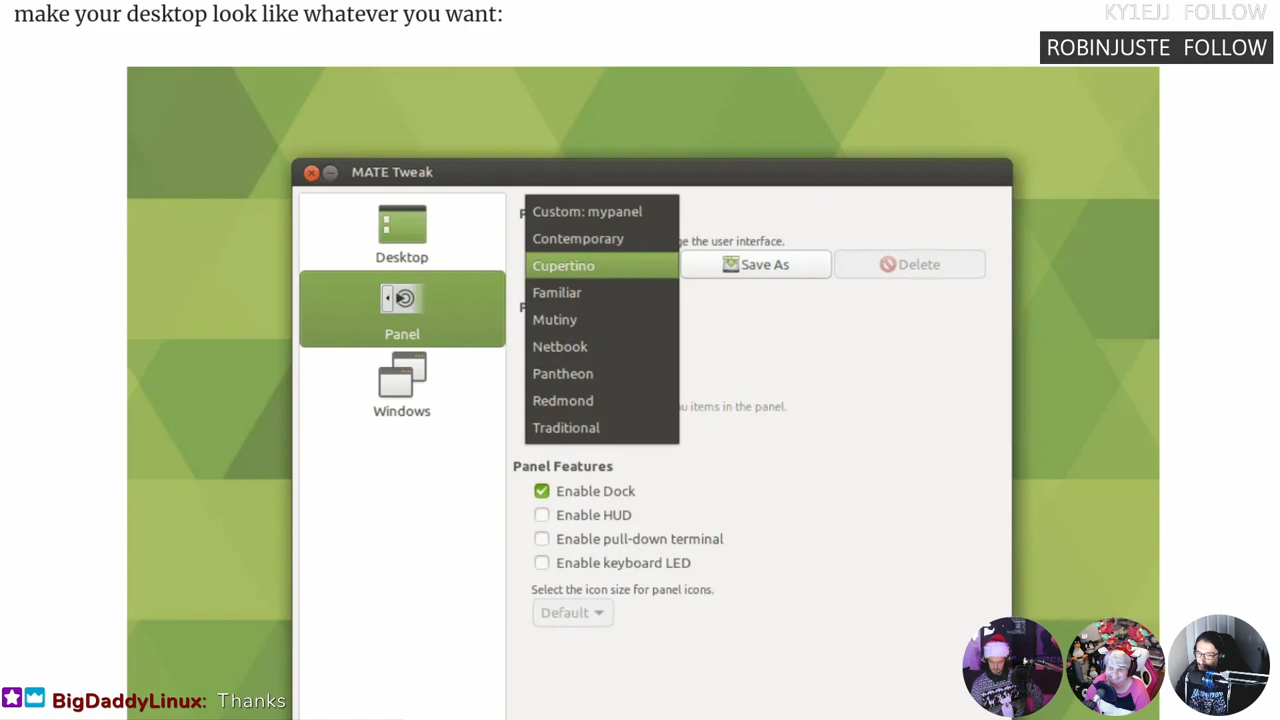 make your desktop look like whatever you want:
KY1EJJ FOLLOW
ROBINJUSTE FOLLOW
MATE Tweak
Desktop
Panel
Windows
Custom: mypanel
Contemporary
Cupertino
Familiar
Mutiny
Netbook
Pantheon
Redmond
Traditional
ge the user interface.
Save As
Delete
u items in the panel.
Panel Features
Enable Dock
Enable HUD
Enable pull-down terminal
Enable keyboard LED
Select the icon size for panel icons.
Default
BigDaddyLinux: Thanks